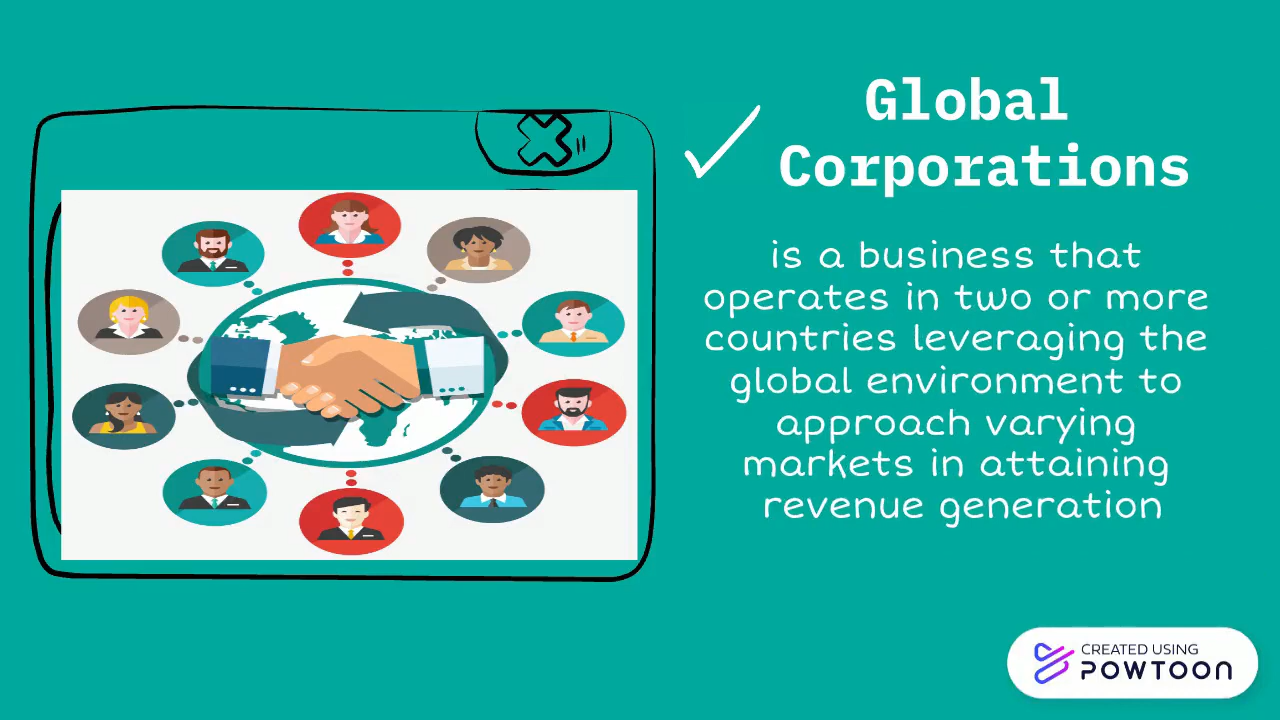 Global
Corporations
is a business that
operates in two or more
countries leveraging the
global environment to
approach varying
markets in attaining
revenue generation
CREATED USING
POWTOON